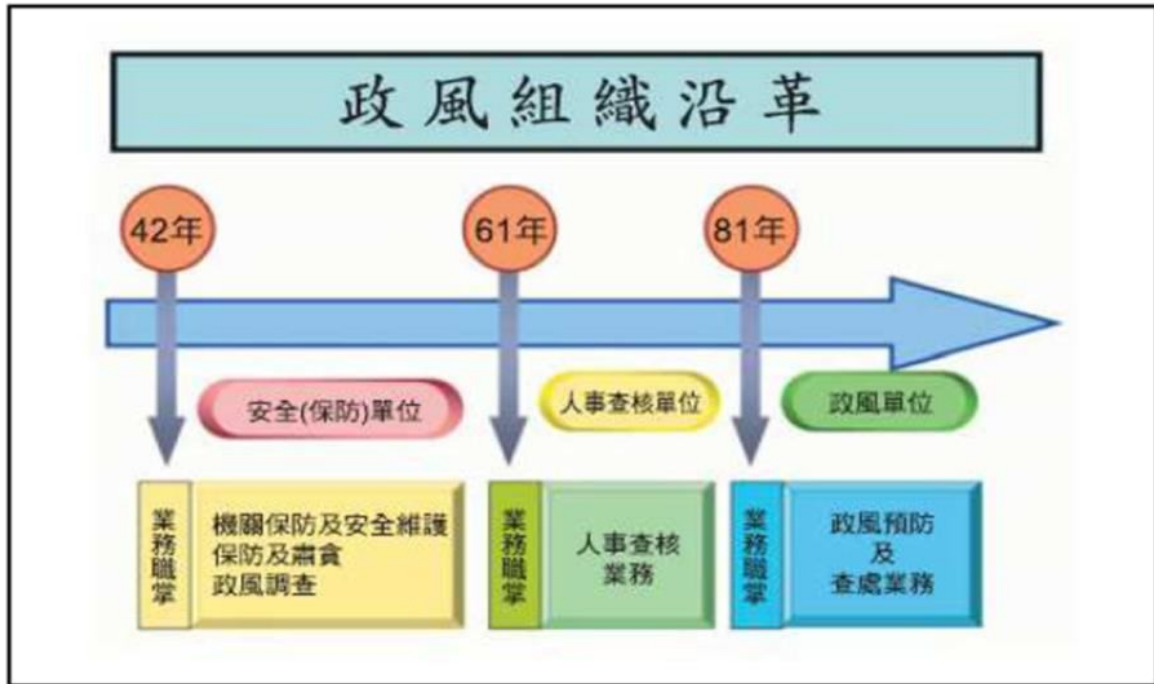 政風組織沿革
42年
61年
81年
安全(保防)單位
人事查核單位
政風單位
業務職掌
機關保防及安全維護
保防及肅貪
政風調查
業務職掌
人事查核
業務
業務職掌
政風預防
及
查處業務